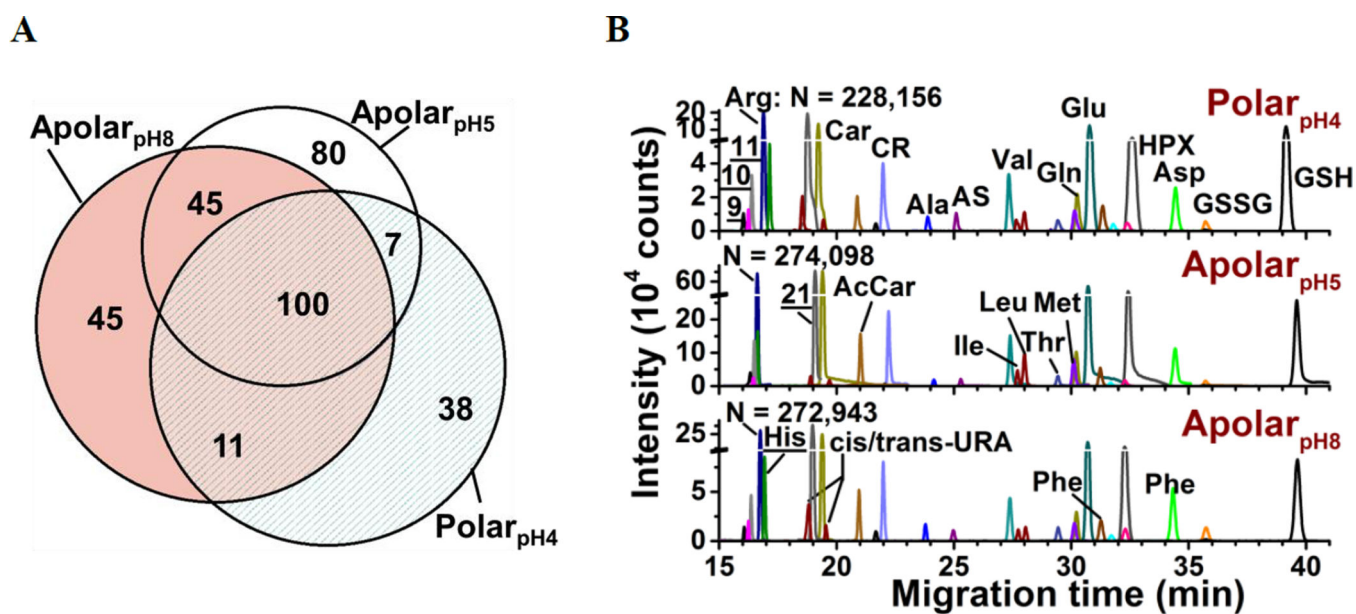 A
Apolar pH8
Apolar pH5
80
45
7
45
100
11
38
Polar pH4
B
Intensity (10⁴ counts)
Arg: N = 228,156
Polar pH4
20
10
4
2
0
11
10
9
Car
CR
Ala
AS
Val
Gln
Glu
HPX
Asp
GSSG
GSH
N = 274,098
Apolar pH5
60
20
10
0
21
AcCar
Ile
Leu
Thr
Met
N = 272,943
Apolar pH8
25
5
0
His
cis/trans-URA
Phe
Phe
15 20 25 30 35 40
Migration time (min)